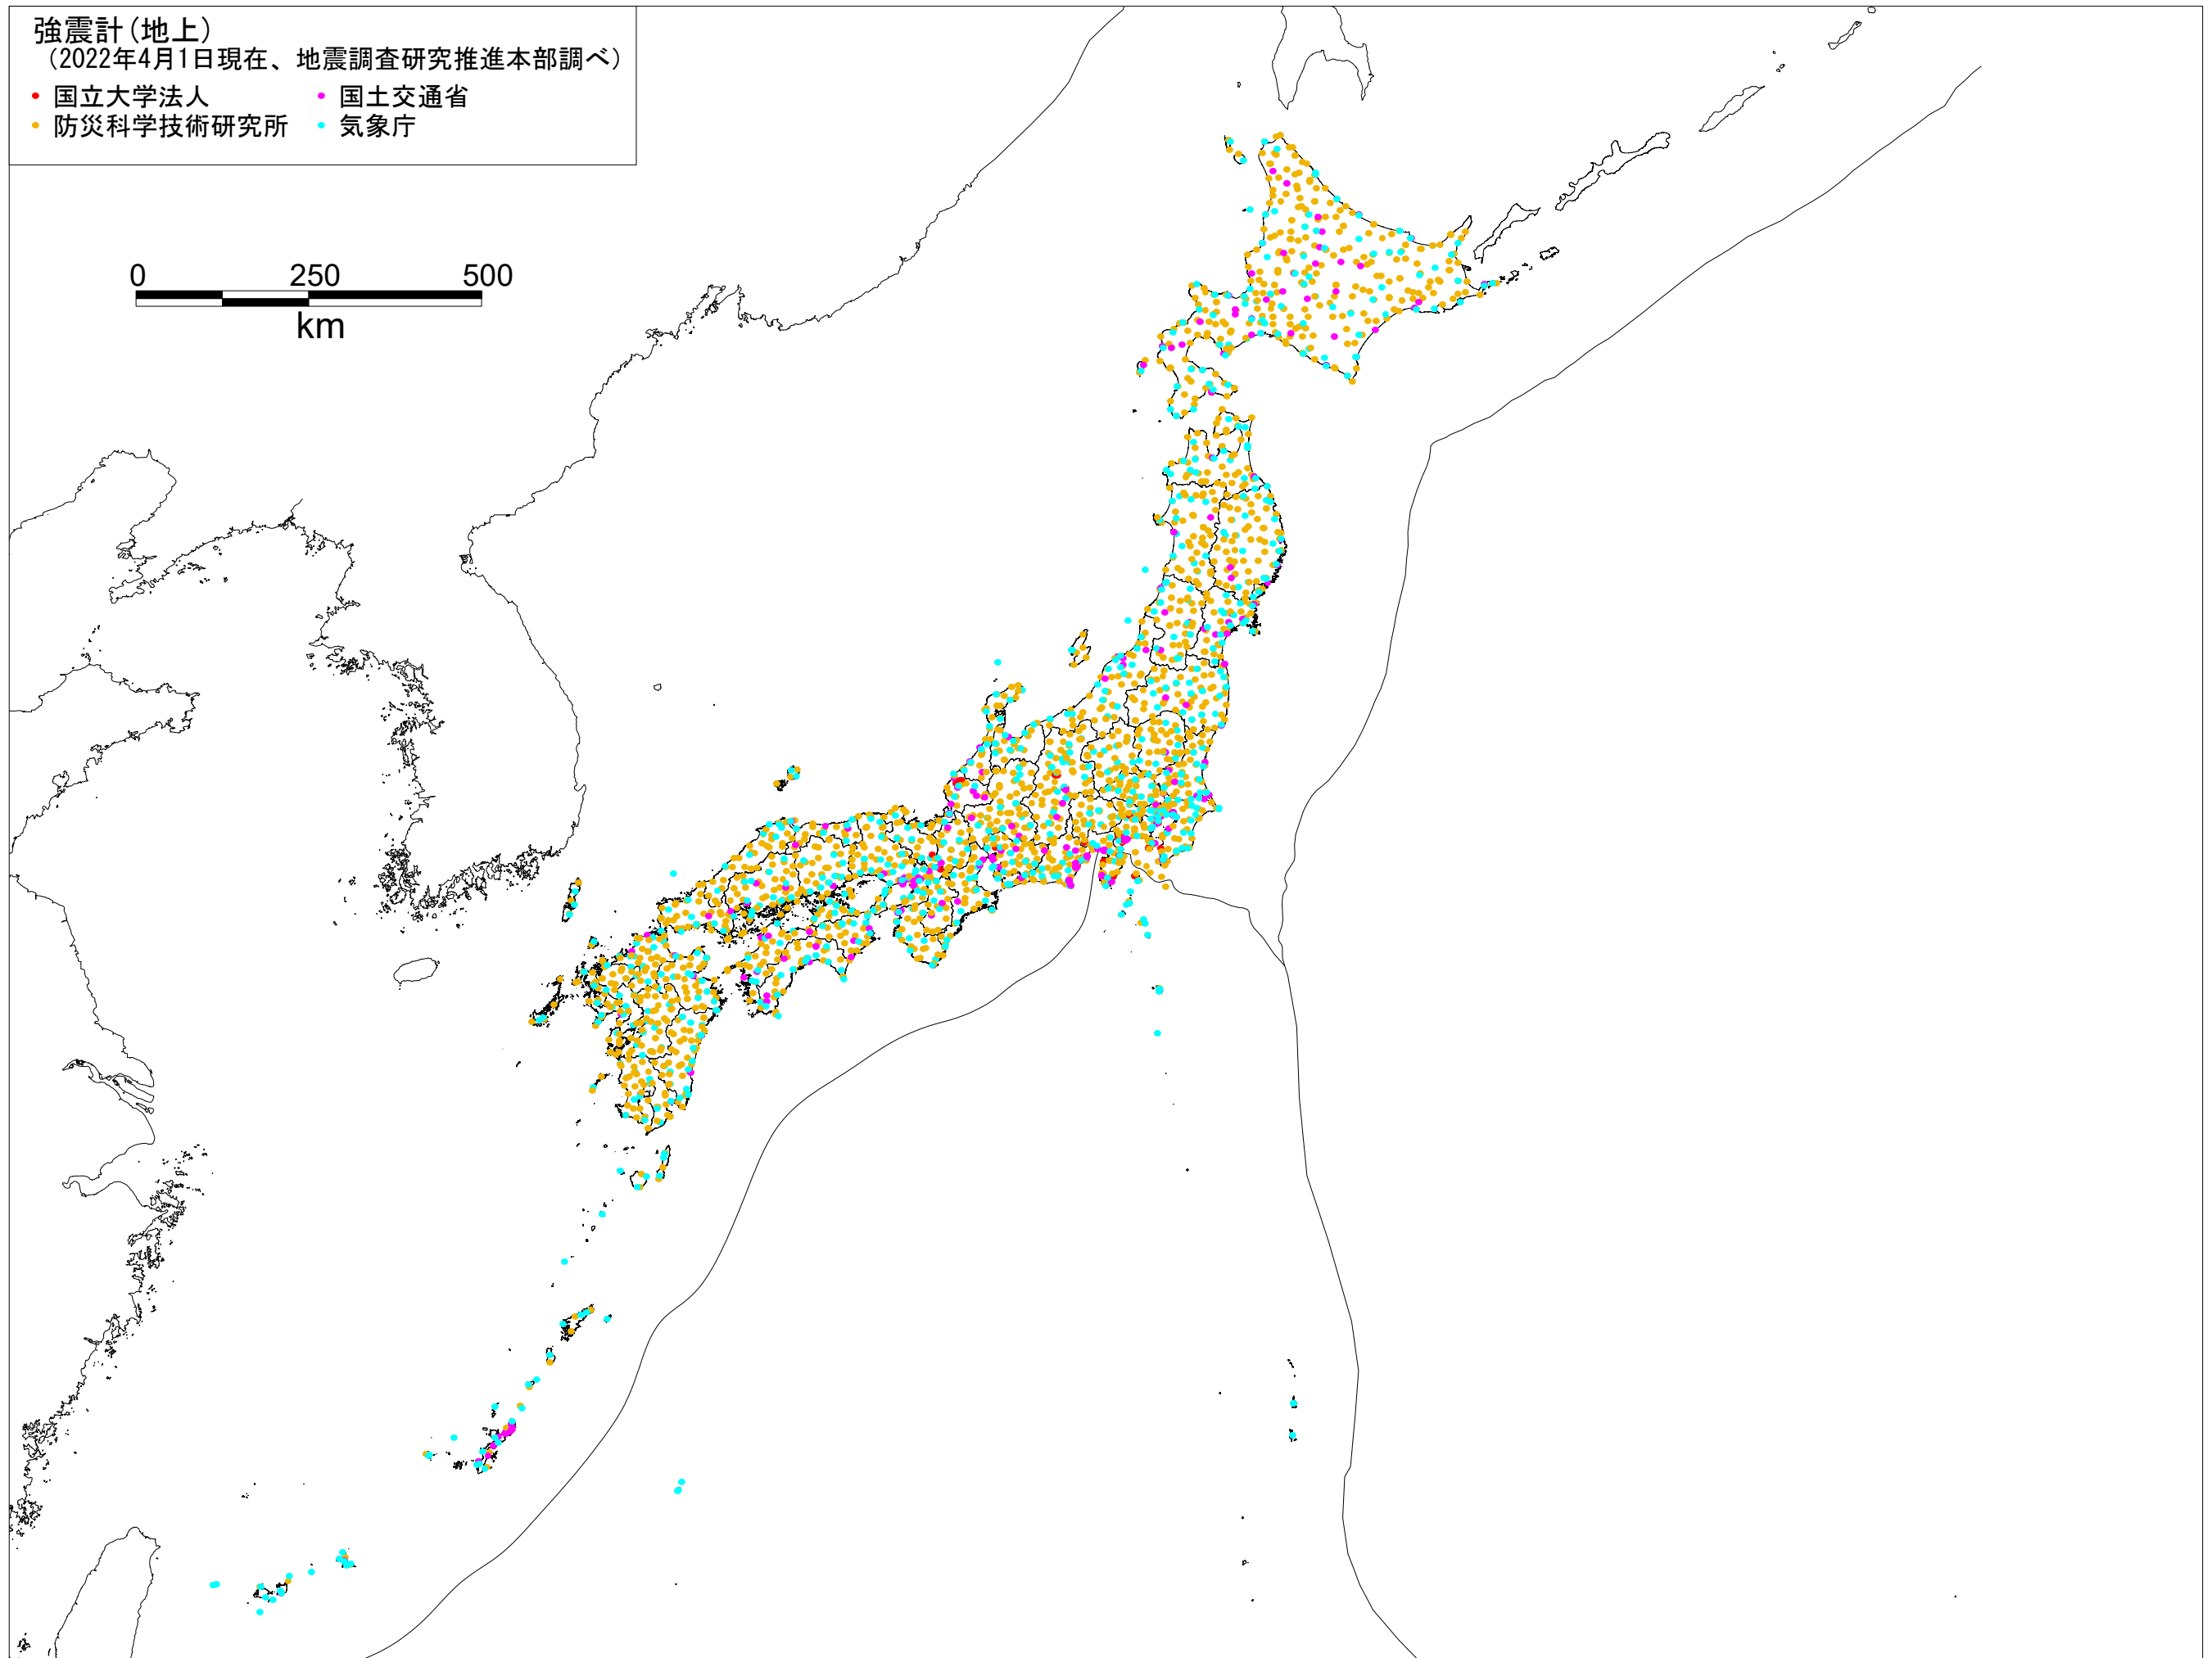 強震計(地上)
(2022年4月1日現在、地震調査研究推進本部調べ)
国立大学法人 国土交通省
防災科学技術研究所 気象庁
0 250 500
km